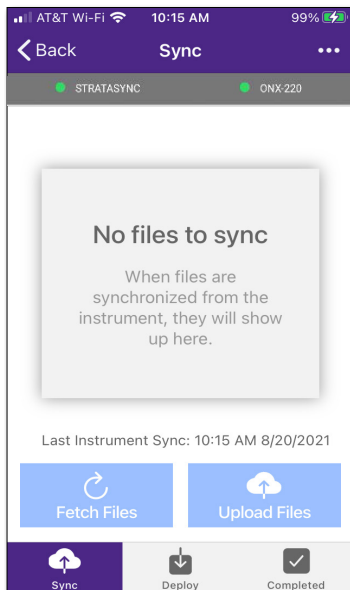 AT&T Wi-Fi 10:15 AM 99%
Back Sync
STRATASYNC ONX-220
No files to sync
When files are
synchronized from the
instrument, they will show
up here.
Last Instrument Sync: 10:15 AM 8/20/2021
Fetch Files Upload Files
Sync Deploy Completed